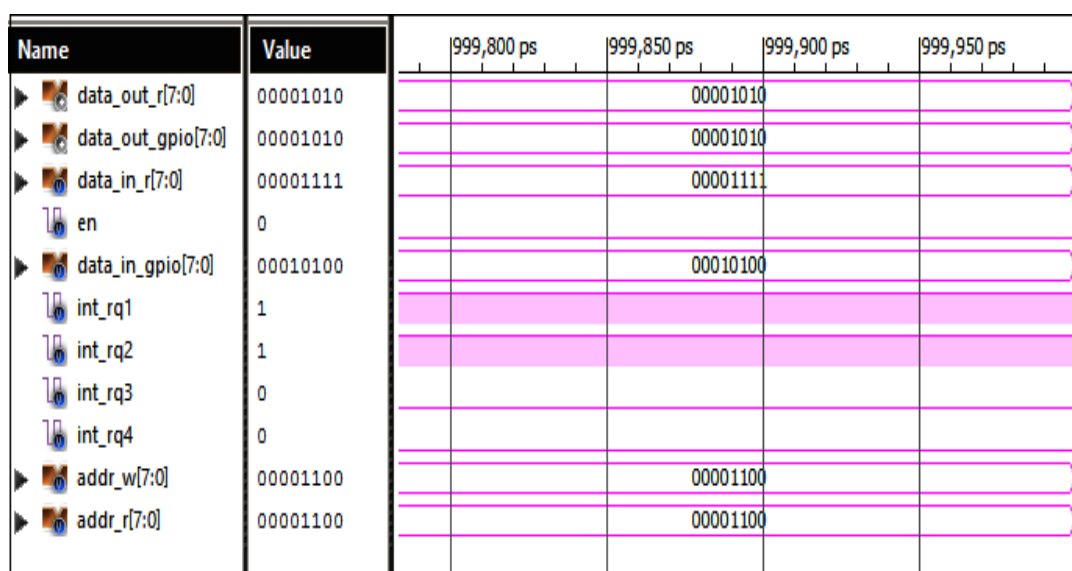 Name Value 999,800 ps 999,850 ps 999,900 ps 999,950 ps
data_out_r[7:0] 00001010 00001010
data_out_gpio[7:0] 00001010 00001010
data_in_r[7:0] 00001111 00001111
en 0
data_in_gpio[7:0] 00010100 00010100
int_rq1 1
int_rq2 1
int_rq3 0
int_rq4 0
addr_w[7:0] 00001100 00001100
addr_r[7:0] 00001100 00001100